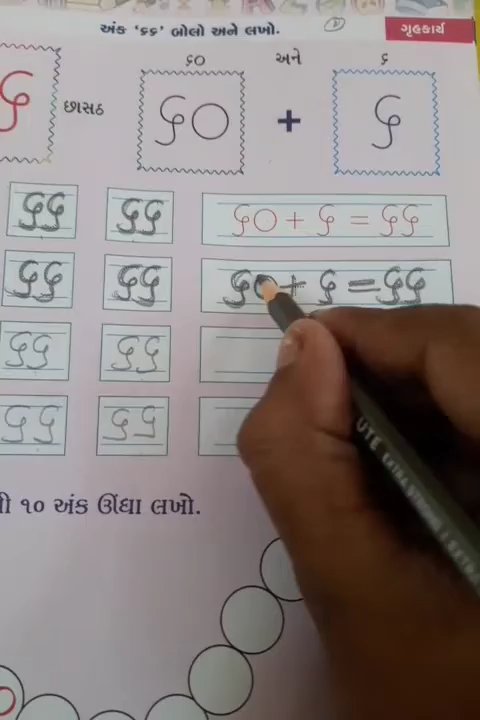 અંક ‘૬૬’ બોલો અને લખો.
ગૃહકાર્ય
૬૦ અને ૬
૬ છાસઠ ૬૦ + ૬
૬૬ ૬૬ ૬૦ + ૬ = ૬૬
૬૬ ૬૬ ૬૦ + ૬ = ૬૬
૬૬ ૬૬
૬૬ ૬૬
૧૦ અંક ઊંધા લખો.